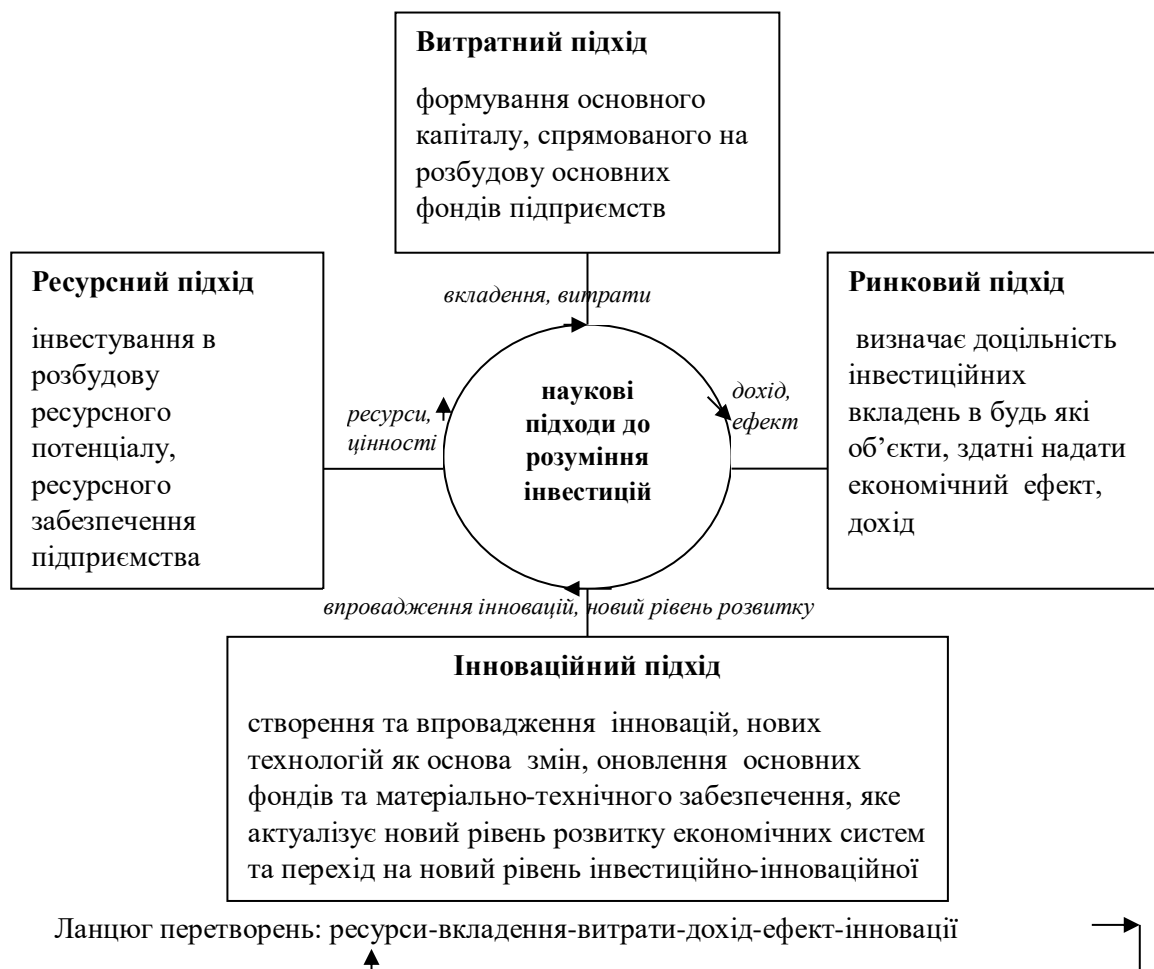 Витратний підхід
формування основного
капіталу, спрямованого на
розбудову основних
фондів підприємств
Ресурсний підхід
інвестування в
розбудову
ресурсного
потенціалу,
ресурсного
забезпечення
підприємства
вкладення, витрати
ресурси,
цінності
наукові
підходи до
розуміння
інвестицій
дохід,
ефект
Ринковий підхід
визначає доцільність
інвестиційних
вкладень в будь які
об’єкти, здатні надати
економічний ефект,
дохід
впровадження інновацій, новий рівень розвитку
Інноваційний підхід
створення та впровадження інновацій, нових
технологій як основа змін, оновлення основних
фондів та матеріально-технічного забезпечення, яке
актуалізує новий рівень розвитку економічних систем
та перехід на новий рівень інвестиційно-інноваційної
Ланцюг перетворень: ресурси-вкладення-витрати-дохід-ефект-інновації